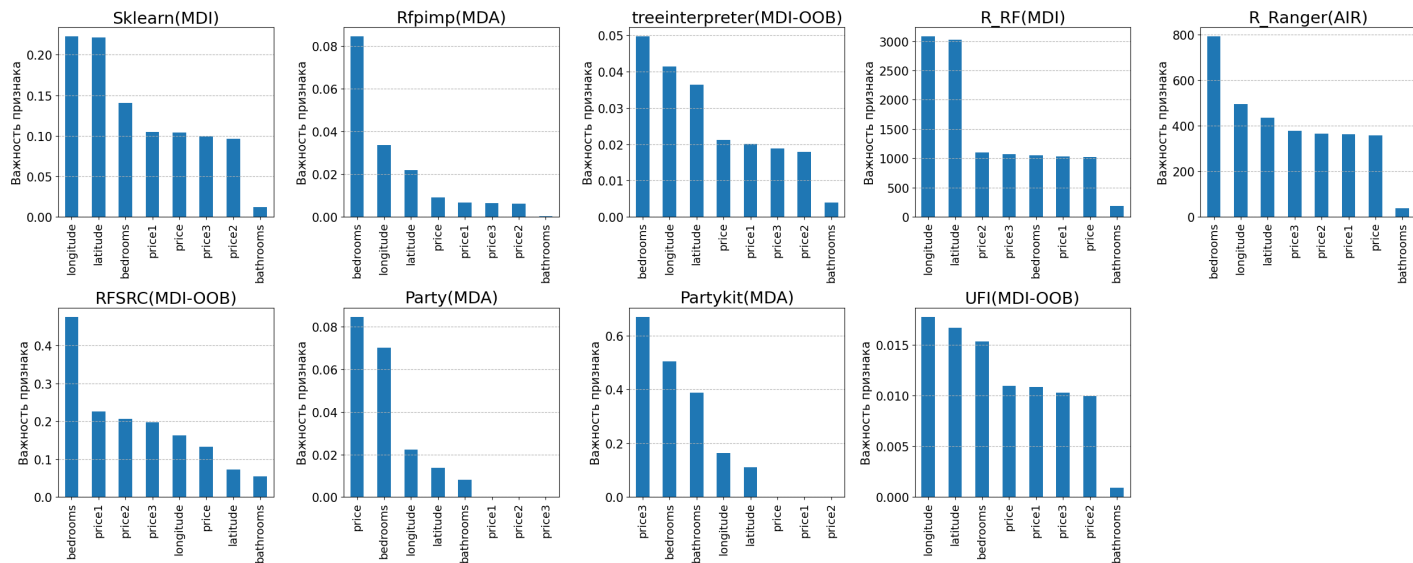 Sklearn(MDI)
Важность признака
0.20
0.15
0.10
0.05
0.00
longitude
latitude
bedrooms
price1
price
price3
price2
bathrooms
Rfpimp(MDA)
Важность признака
0.08
0.06
0.04
0.02
0.00
bedrooms
longitude
latitude
price
price1
price3
price2
bathrooms
treeinterpreter(MDI-OOB)
Важность признака
0.05
0.04
0.03
0.02
0.01
0.00
bedrooms
longitude
latitude
price
price1
price3
price2
bathrooms
R_RF(MDI)
Важность признака
3000
2500
2000
1500
1000
500
0
longitude
latitude
price2
price3
bedrooms
price1
price
bathrooms
R_Ranger(AIR)
Важность признака
800
600
400
200
0
bedrooms
longitude
latitude
price3
price2
price1
price
bathrooms
RFSRC(MDI-OOB)
Важность признака
0.4
0.3
0.2
0.1
0.0
bedrooms
price1
price2
price3
longitude
price
latitude
bathrooms
Party(MDA)
Важность признака
0.08
0.06
0.04
0.02
0.00
price
bedrooms
longitude
latitude
bathrooms
price1
price2
price3
Partykit(MDA)
Важность признака
0.6
0.4
0.2
0.0
price3
bedrooms
bathrooms
longitude
latitude
price
price1
price2
UFI(MDI-OOB)
Важность признака
0.015
0.010
0.005
0.000
longitude
latitude
bedrooms
price
price1
price3
price2
bathrooms